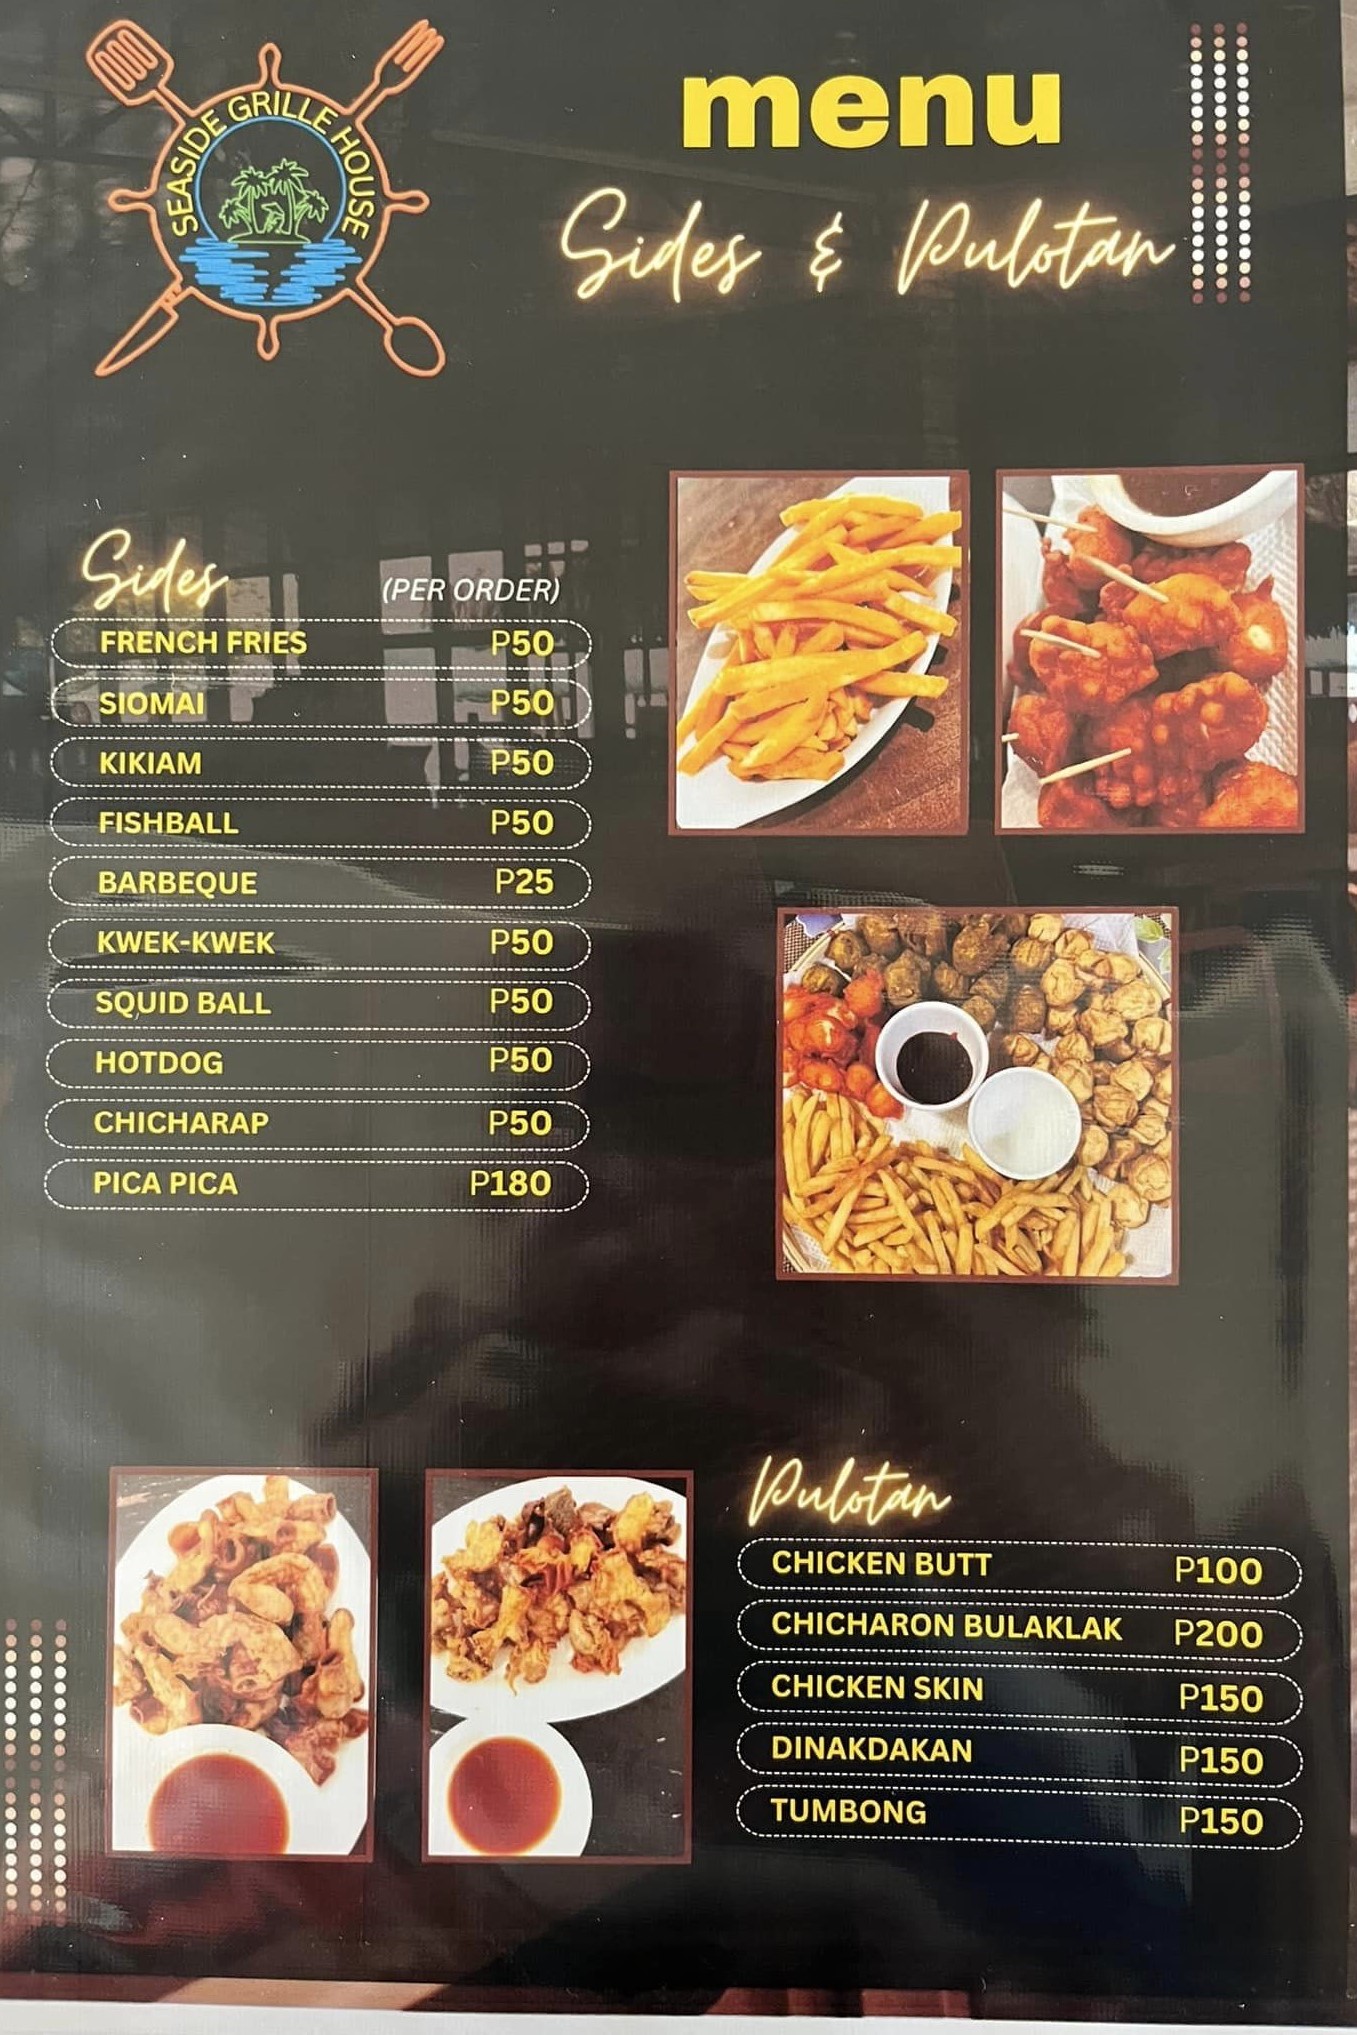 SEASIDE GRILLE HOUSE
menu
Sides & Pulotan
Sides (PER ORDER)
FRENCH FRIES P50
SIOMAI P50
KIKIAM P50
FISHBALL P50
BARBEQUE P25
KWEK-KWEK P50
SQUID BALL P50
HOTDOG P50
CHICHARAP P50
PICA PICA P180
Pulotan
CHICKEN BUTT P100
CHICHARON BULAKLAK P200
CHICKEN SKIN P150
DINAKDAKAN P150
TUMBONG P150